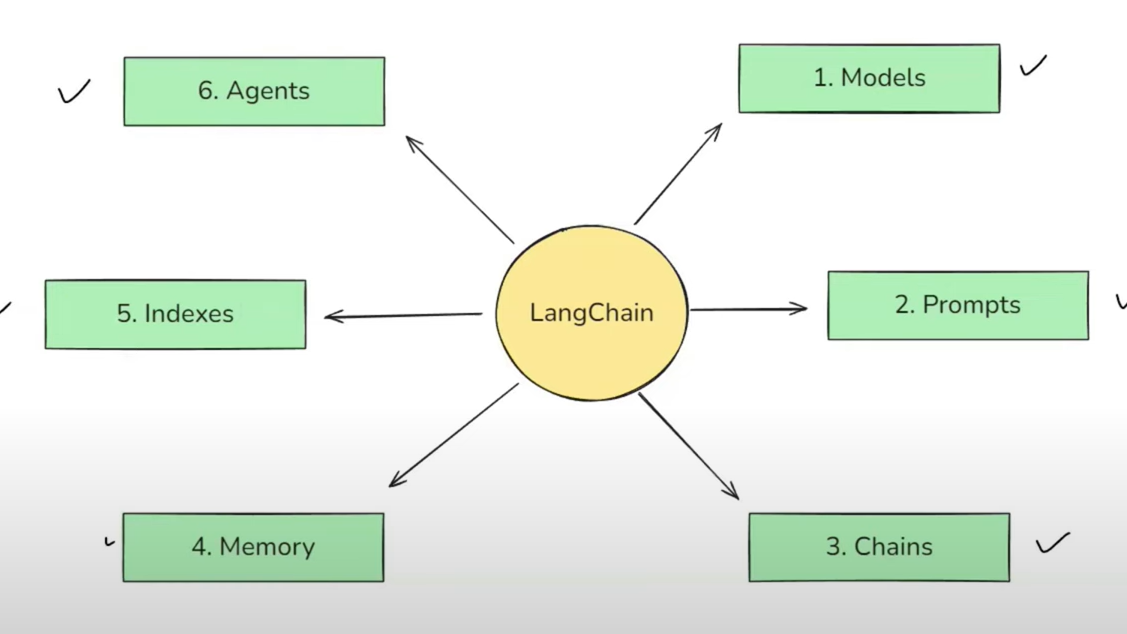 6. Agents
1. Models
5. Indexes
LangChain
2. Prompts
4. Memory
3. Chains